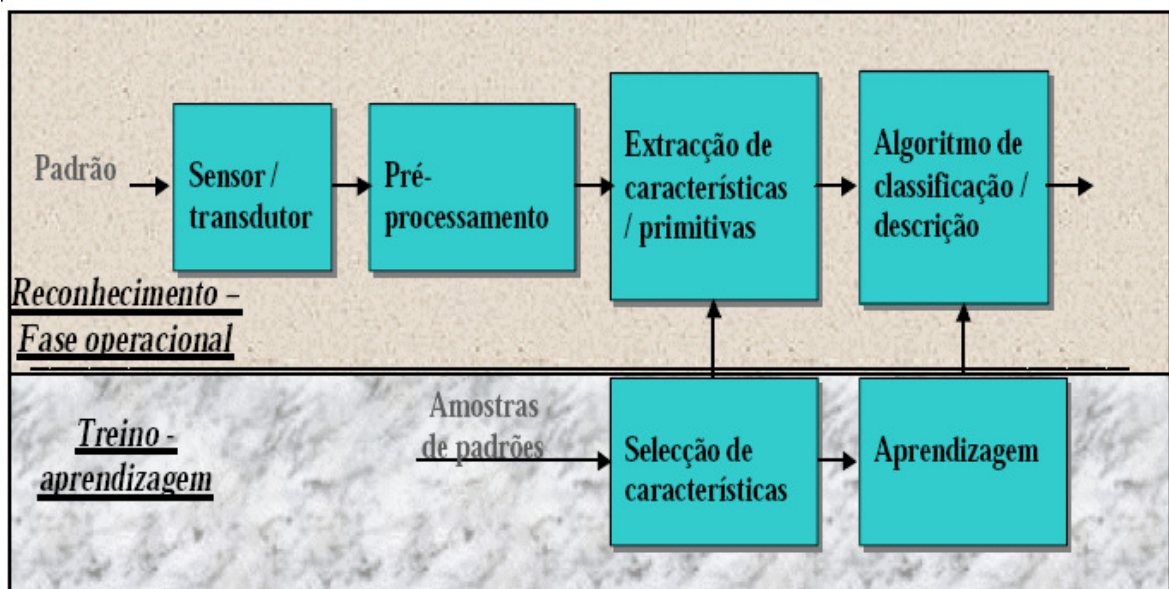 Padrão
Sensor /
transdutor
Pré-
processamento
Extracção de
características
/ primitivas
Algoritmo de
classificação /
descrição
Reconhecimento –
Fase operacional
Treino -
aprendizagem
Amostras
de padrões
Selecção de
características
Aprendizagem